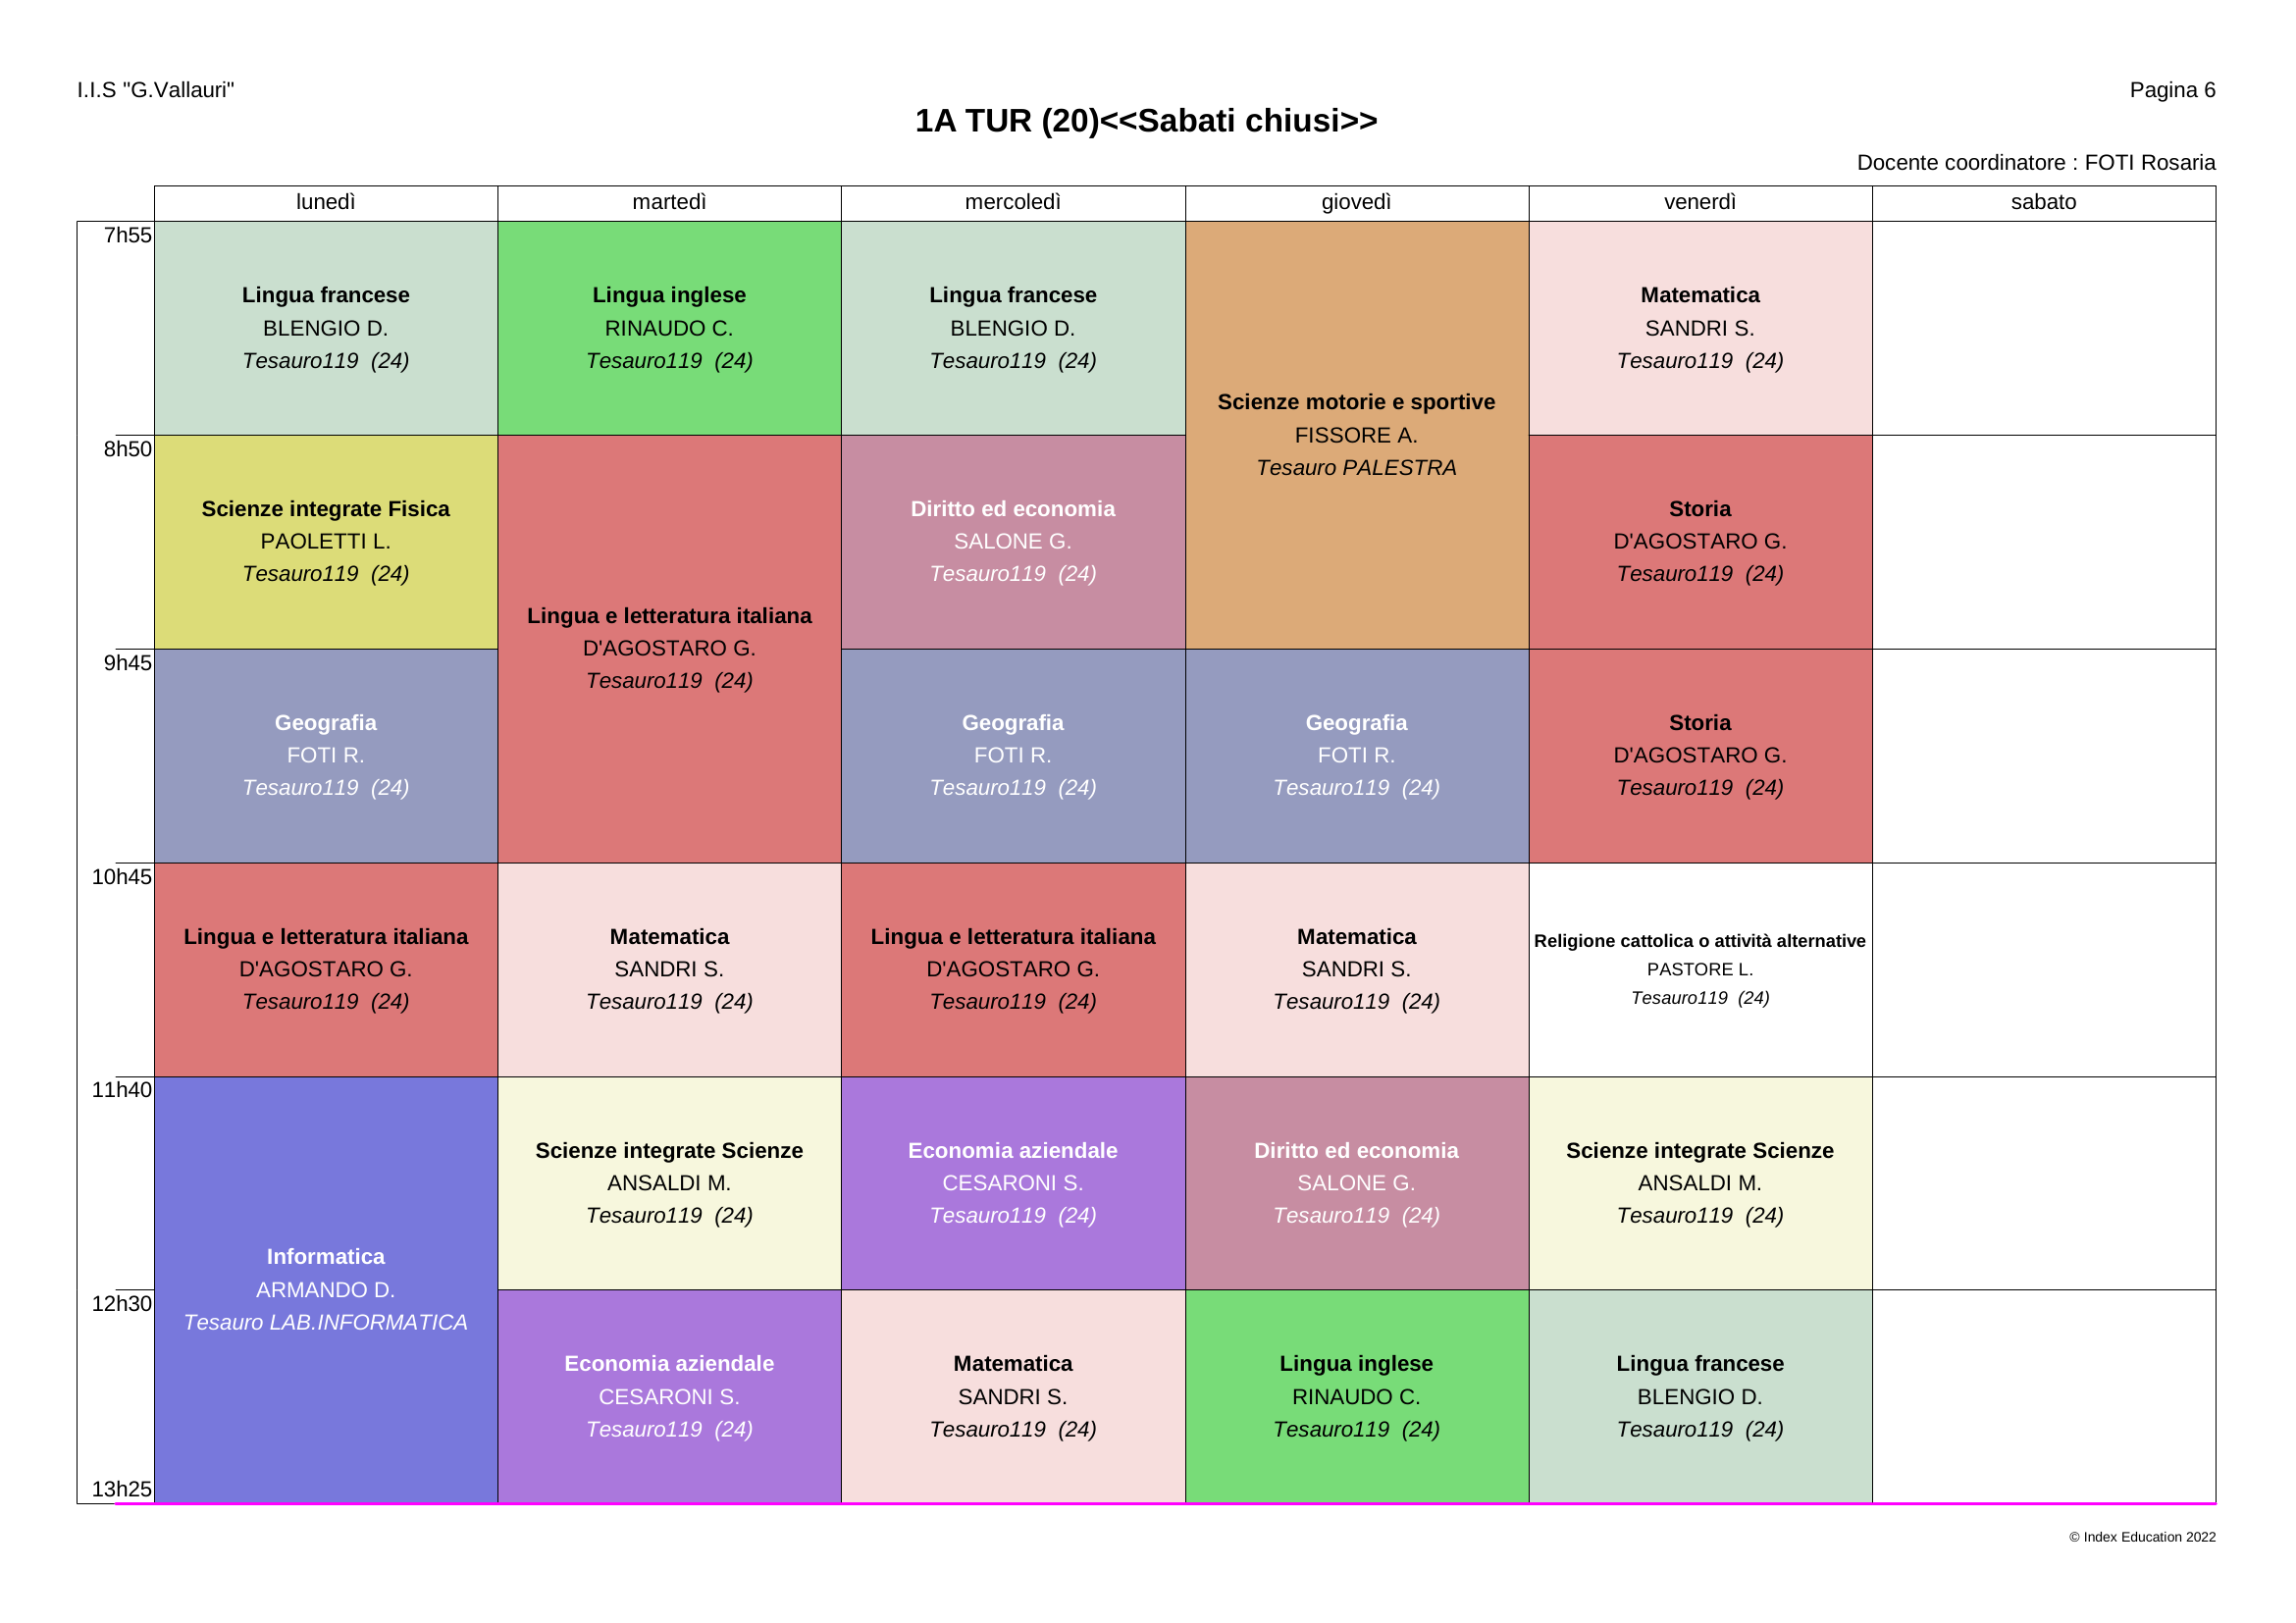 I.I.S "G.Vallauri"
Pagina 6
1A TUR (20)<<Sabati chiusi>>
Docente coordinatore : FOTI Rosaria
lunedì
martedì
mercoledì
giovedì
venerdì
sabato
7h55
Lingua francese
BLENGIO D.
Tesauro119 (24)
Lingua inglese
RINAUDO C.
Tesauro119 (24)
Lingua francese
BLENGIO D.
Tesauro119 (24)
Scienze motorie e sportive
FISSORE A.
Tesauro PALESTRA
Matematica
SANDRI S.
Tesauro119 (24)
8h50
Scienze integrate Fisica
PAOLETTI L.
Tesauro119 (24)
Lingua e letteratura italiana
D'AGOSTARO G.
Tesauro119 (24)
Diritto ed economia
SALONE G.
Tesauro119 (24)
Storia
D'AGOSTARO G.
Tesauro119 (24)
9h45
Geografia
FOTI R.
Tesauro119 (24)
Geografia
FOTI R.
Tesauro119 (24)
Geografia
FOTI R.
Tesauro119 (24)
Storia
D'AGOSTARO G.
Tesauro119 (24)
10h45
Lingua e letteratura italiana
D'AGOSTARO G.
Tesauro119 (24)
Matematica
SANDRI S.
Tesauro119 (24)
Lingua e letteratura italiana
D'AGOSTARO G.
Tesauro119 (24)
Matematica
SANDRI S.
Tesauro119 (24)
Religione cattolica o attività alternative
PASTORE L.
Tesauro119 (24)
11h40
Informatica
ARMANDO D.
Tesauro LAB.INFORMATICA
Scienze integrate Scienze
ANSALDI M.
Tesauro119 (24)
Economia aziendale
CESARONI S.
Tesauro119 (24)
Diritto ed economia
SALONE G.
Tesauro119 (24)
Scienze integrate Scienze
ANSALDI M.
Tesauro119 (24)
12h30
Economia aziendale
CESARONI S.
Tesauro119 (24)
Matematica
SANDRI S.
Tesauro119 (24)
Lingua inglese
RINAUDO C.
Tesauro119 (24)
Lingua francese
BLENGIO D.
Tesauro119 (24)
13h25
© Index Education 2022